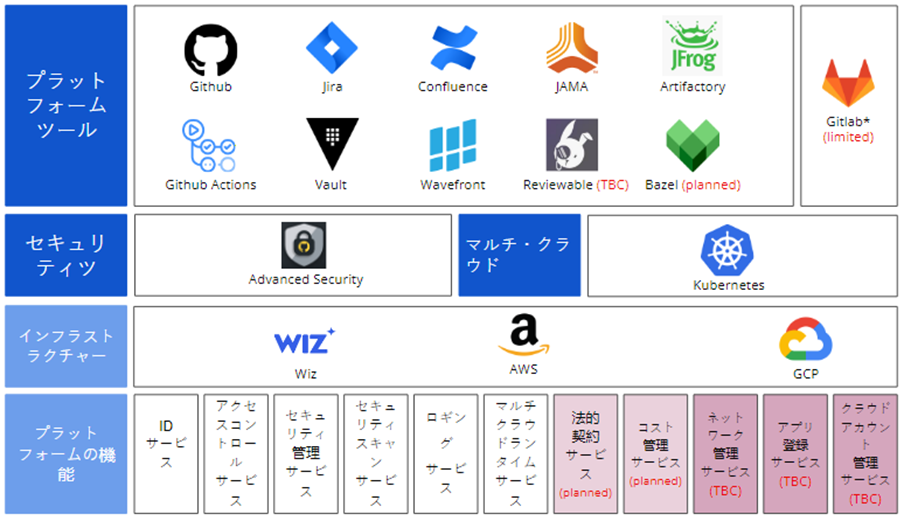 プラット
フォーム
ツール
Github
Jira
Confluence
JAMA
JFrog
Artifactory
Gitlab*
(limited)
Github Actions
Vault
Wavefront
Reviewable (TBC)
Bazel (planned)
セキュリ
ティツ
Advanced Security
マルチ・クラ
ウド
Kubernetes
インフラスト
ラクチャー
WIZ
Wiz
a
AWS
GCP
プラット
フォームの機
能
ID
サービ
ス
アクセ
スコント
ロール
サービ
ス
セキュ
リティ
管理
サービス
セキュ
リティ
スキャン
サービ
ス
ロギン
グ
サービ
ス
マルチ
クラウ
ドラン
タイム
サービス
法的
契約
サービ
ス
(planned)
コスト
管理
サービス
(planned)
ネット
ワーク
管理
サービス
(TBC)
アプリ
登録
サービス
(TBC)
クラウド
アカウン
ト
管理
サービス
(TBC)